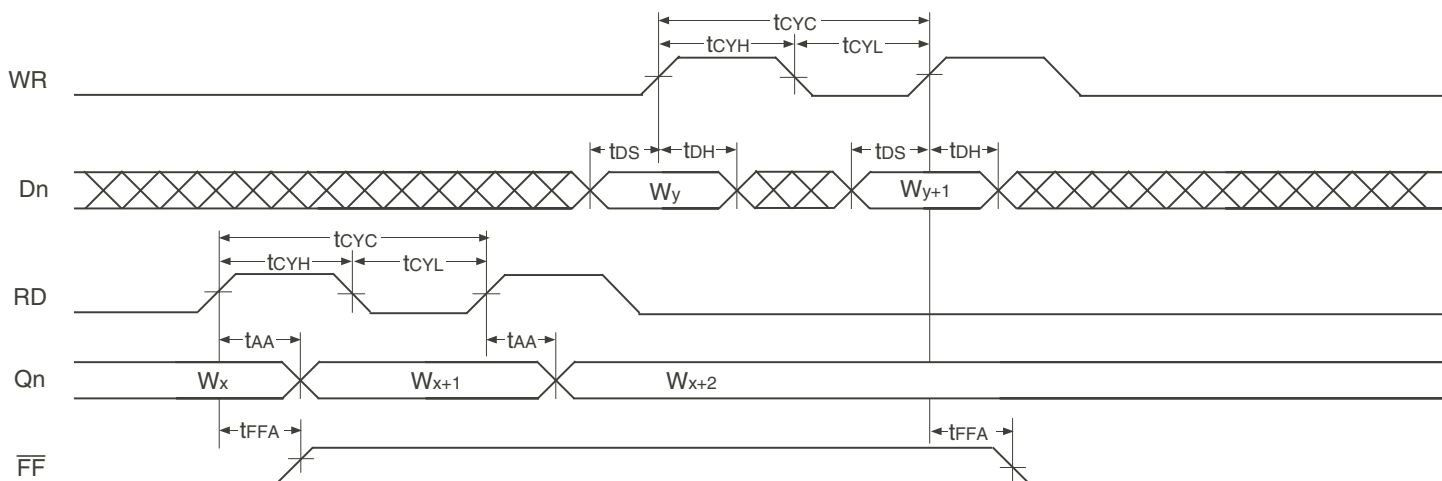 tCYC
tCYH tCYL
WR
tDS tDH tDS tDH
Dn Wy Wy+1
tCYC
tCYH tCYL
RD
tAA tAA
Qn Wx Wx+1 Wx+2
tFFA tFFA
FF